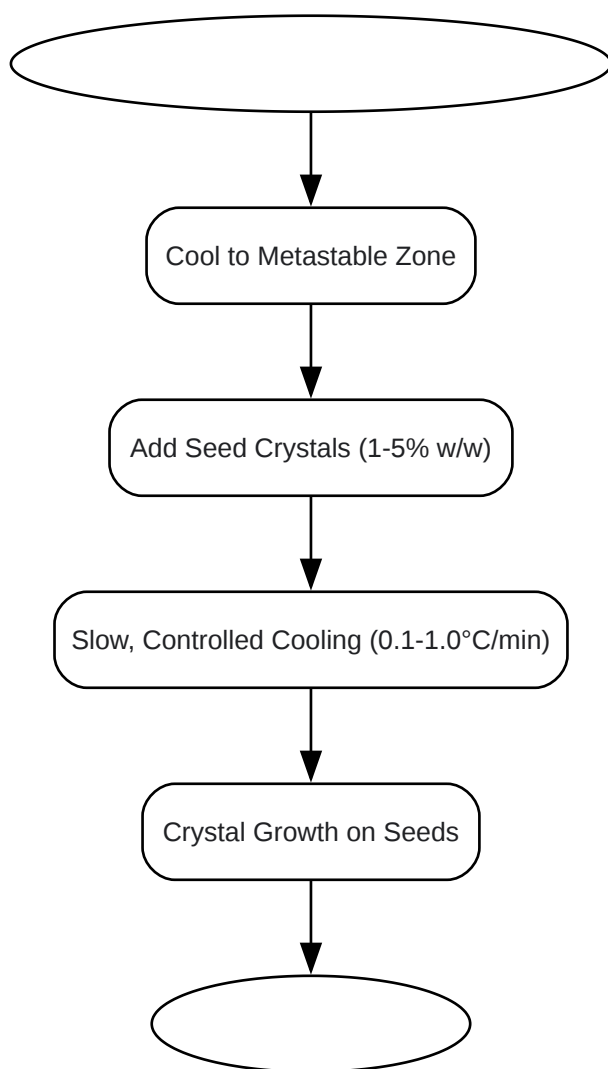 Cool to Metastable Zone
Add Seed Crystals (1-5% w/w)
Slow, Controlled Cooling (0.1-1.0°C/min)
Crystal Growth on Seeds